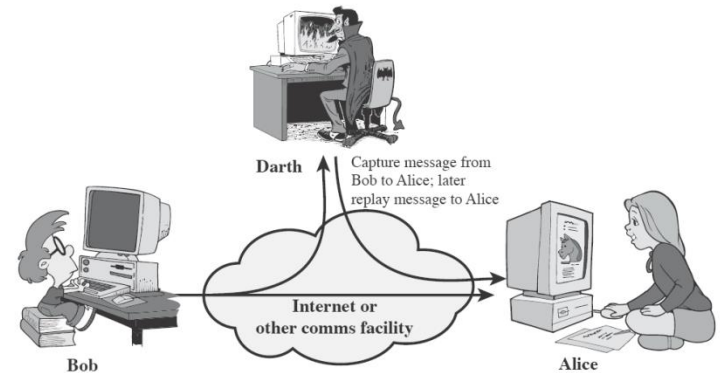 Darth
Capture message from
Bob to Alice; later
replay message to Alice
Internet or
other comms facility
Bob
Alice